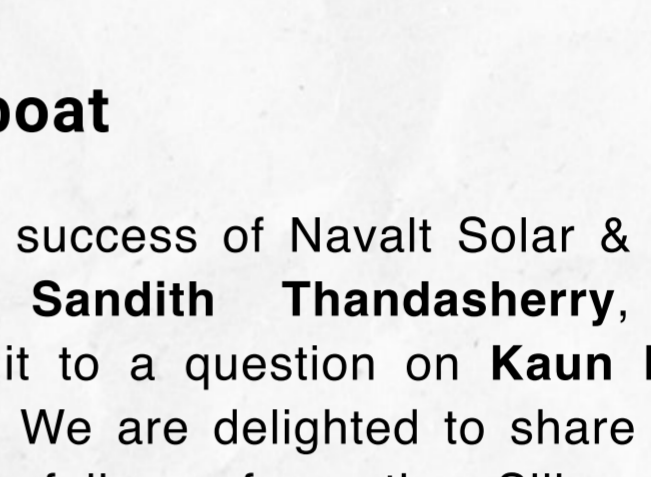 boat
success of Navalt Solar &
Sandith Thandasherry,
it to a question on Kaun
We are delighted to share